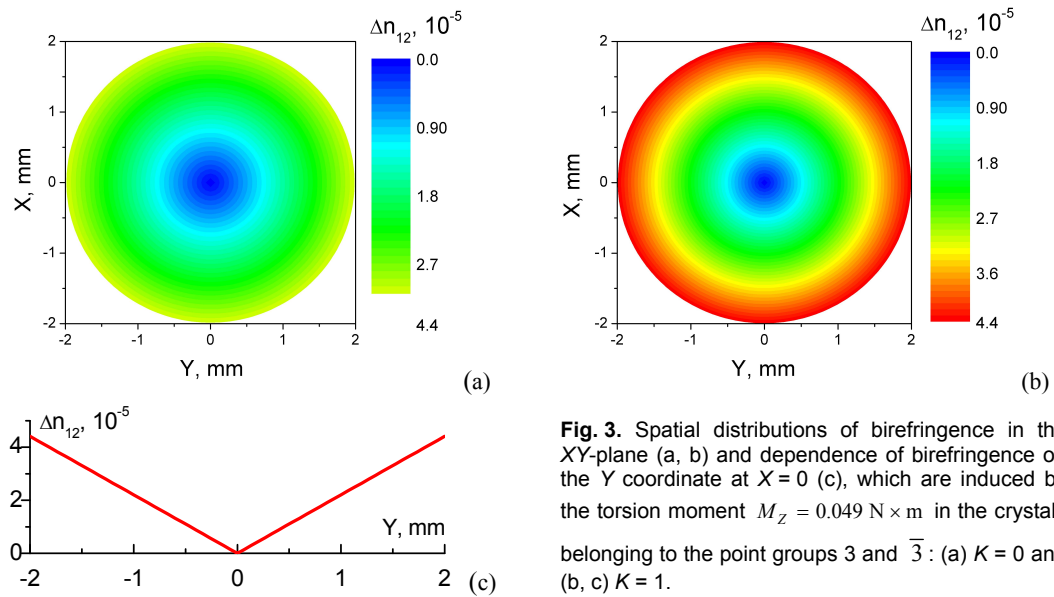 Δn12, 10-5
2
1
0
-1
-2
X, mm
-2
-1
0
1
2
Y, mm
0.0
0.90
1.8
2.7
4.4
(a)
Δn12, 10-5
2
1
0
-1
-2
X, mm
-2
-1
0
1
2
Y, mm
0.0
0.90
1.8
2.7
3.6
4.4
(b)
Δn12, 10-5
4
2
0
Y, mm
-2
-1
0
1
2
(c)
Fig. 3. Spatial distributions of birefringence in
XY-plane (a, b) and dependence of birefringence
the Y coordinate at X = 0 (c), which are induced
the torsion moment MZ = 0.049 N × m in the
belonging to the point groups 3 and 3̅ : (a) K = 0
(b, c) K = 1.